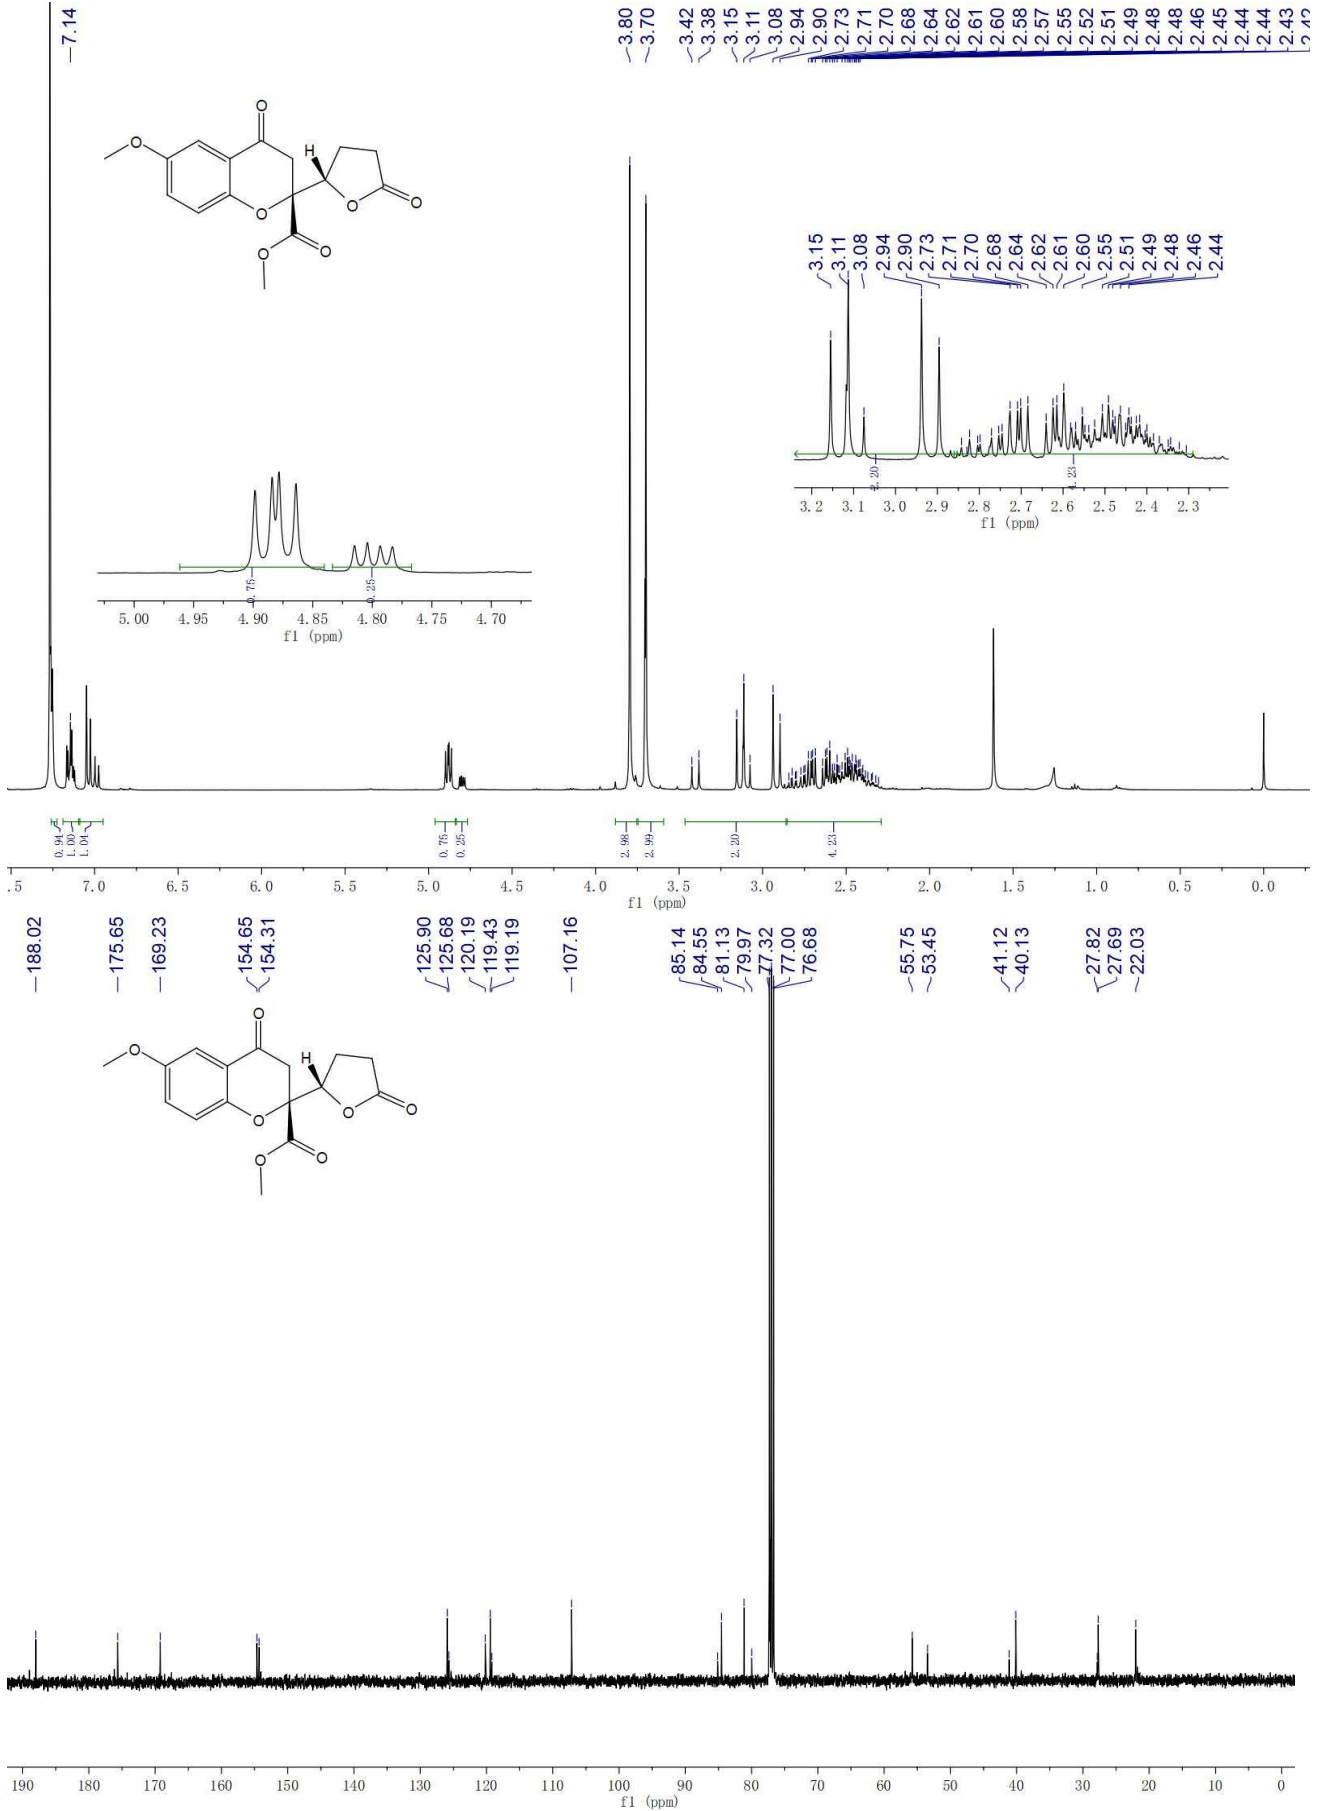 7.14 3.80 3.70 3.42 3.38 3.15 3.11 3.08 2.94 2.90 2.73 2.71 2.70 2.68 2.64 2.62 2.61 2.60 2.58 2.57 2.55 2.52 2.51 2.49 2.48 2.48 2.46 2.45 2.44 2.44 2.43 2.42
O
O H
O O O
O
O
O
3.15 3.11 3.08 2.94 2.90 2.73 2.71 2.70 2.68 2.64 2.62 2.61 2.60 2.55 2.51 2.49 2.48 2.46 2.44
2.20 4.23
3.2 3.1 3.0 2.9 2.8 2.7 2.6 2.5 2.4 2.3
f1 (ppm)
0.75 0.25
5.00 4.95 4.90 4.85 4.80 4.75 4.70
f1 (ppm)
0.94 1.00 1.04 0.75 0.25 2.98 2.99 2.20 4.23
.5 7.0 6.5 6.0 5.5 5.0 4.5 4.0 3.5 3.0 2.5 2.0 1.5 1.0 0.5 0.0
f1 (ppm)
188.02 175.65 169.23 154.65 154.31 125.90 125.68 120.19 119.43 119.19 107.16 85.14 84.55 81.13 79.97 77.32 77.00 76.68 55.75 53.45 41.12 40.13 27.82 27.69 22.03
O
O H
O O O
O
O
190 180 170 160 150 140 130 120 110 100 90 80 70 60 50 40 30 20 10 0
f1 (ppm)